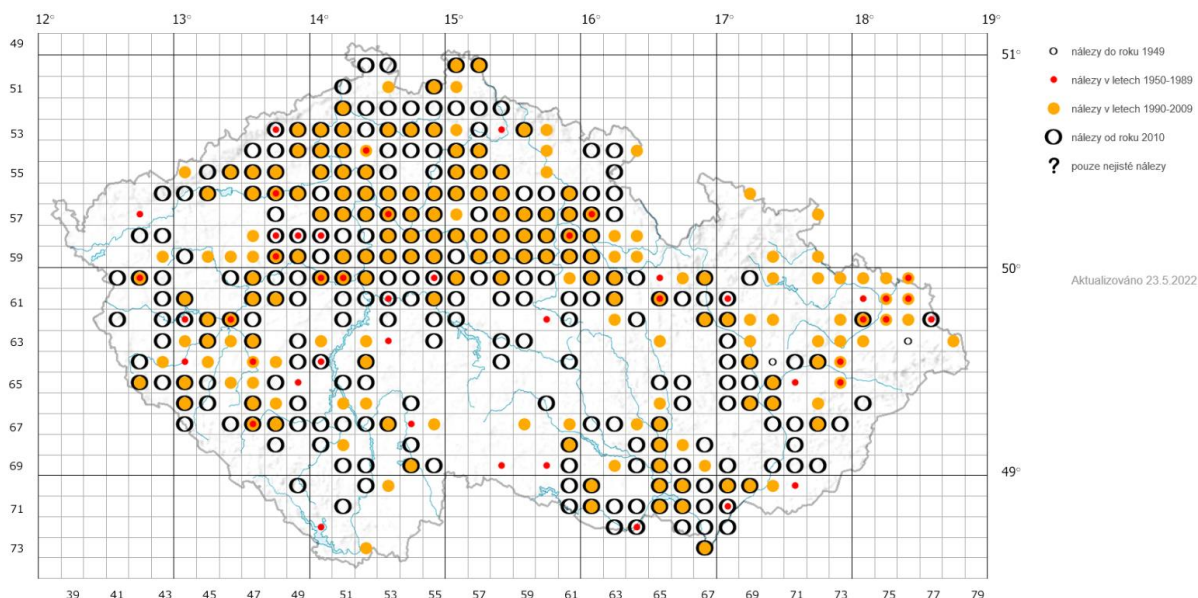 12° 13° 14° 15° 16° 17° 18° 19°
49
51°
nálezy do roku 1949
51
nálezy v letech 1950-1989
nálezy v letech 1990-2009
53
nálezy od roku 2010
55
? pouze nejisté nálezy
57
59
50°
Aktualizováno 23.5.2022
61
63
65
67
69
49°
71
73
39 41 43 45 47 49 51 53 55 57 59 61 63 65 67 69 71 73 75 77 79